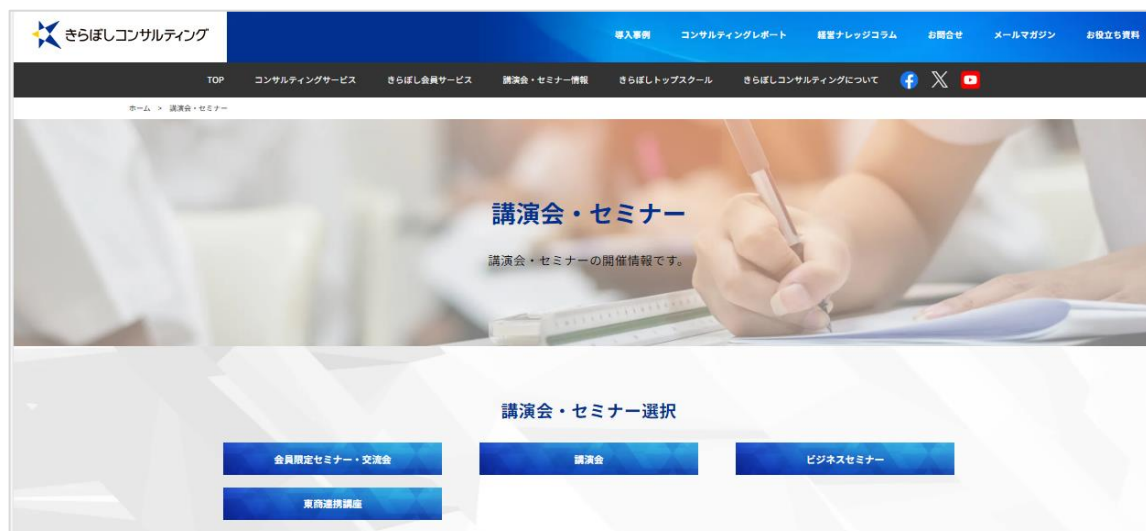 きらぼしコンサルティング
導入事例 コンサルティングレポート 経営ナレッジコラム お問合せ メールマガジン お役立ち資料
TOP コンサルティングサービス きらぼし会員サービス 講演会・セミナー情報 きらぼしトップスクール きらぼしコンサルティングについて
ホーム > 講演会・セミナー
講演会・セミナー
講演会・セミナーの開催情報です。
講演会・セミナー選択
会員限定セミナー・交流会 講演会 ビジネスセミナー
東商連携講座